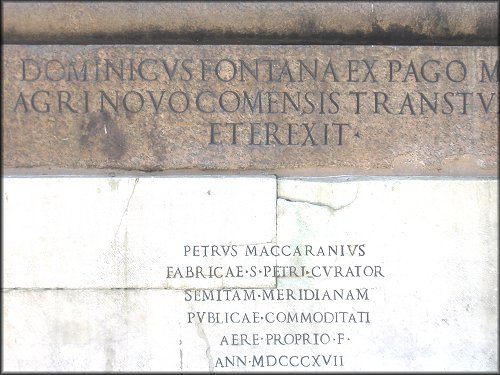 DOMINICVS FONTANA EX PAGO M
AGRI NOVOCOMENSIS TRANSTV
ET EREXIT·
PETRVS MACCARANIVS
FABRICAE·S·PETRI·CVRATOR
SEMITAM·MERIDIANAM
PVBLICAE·COMMODITATI
AERE·PROPRIO·F·
ANN·MDCCCXVII